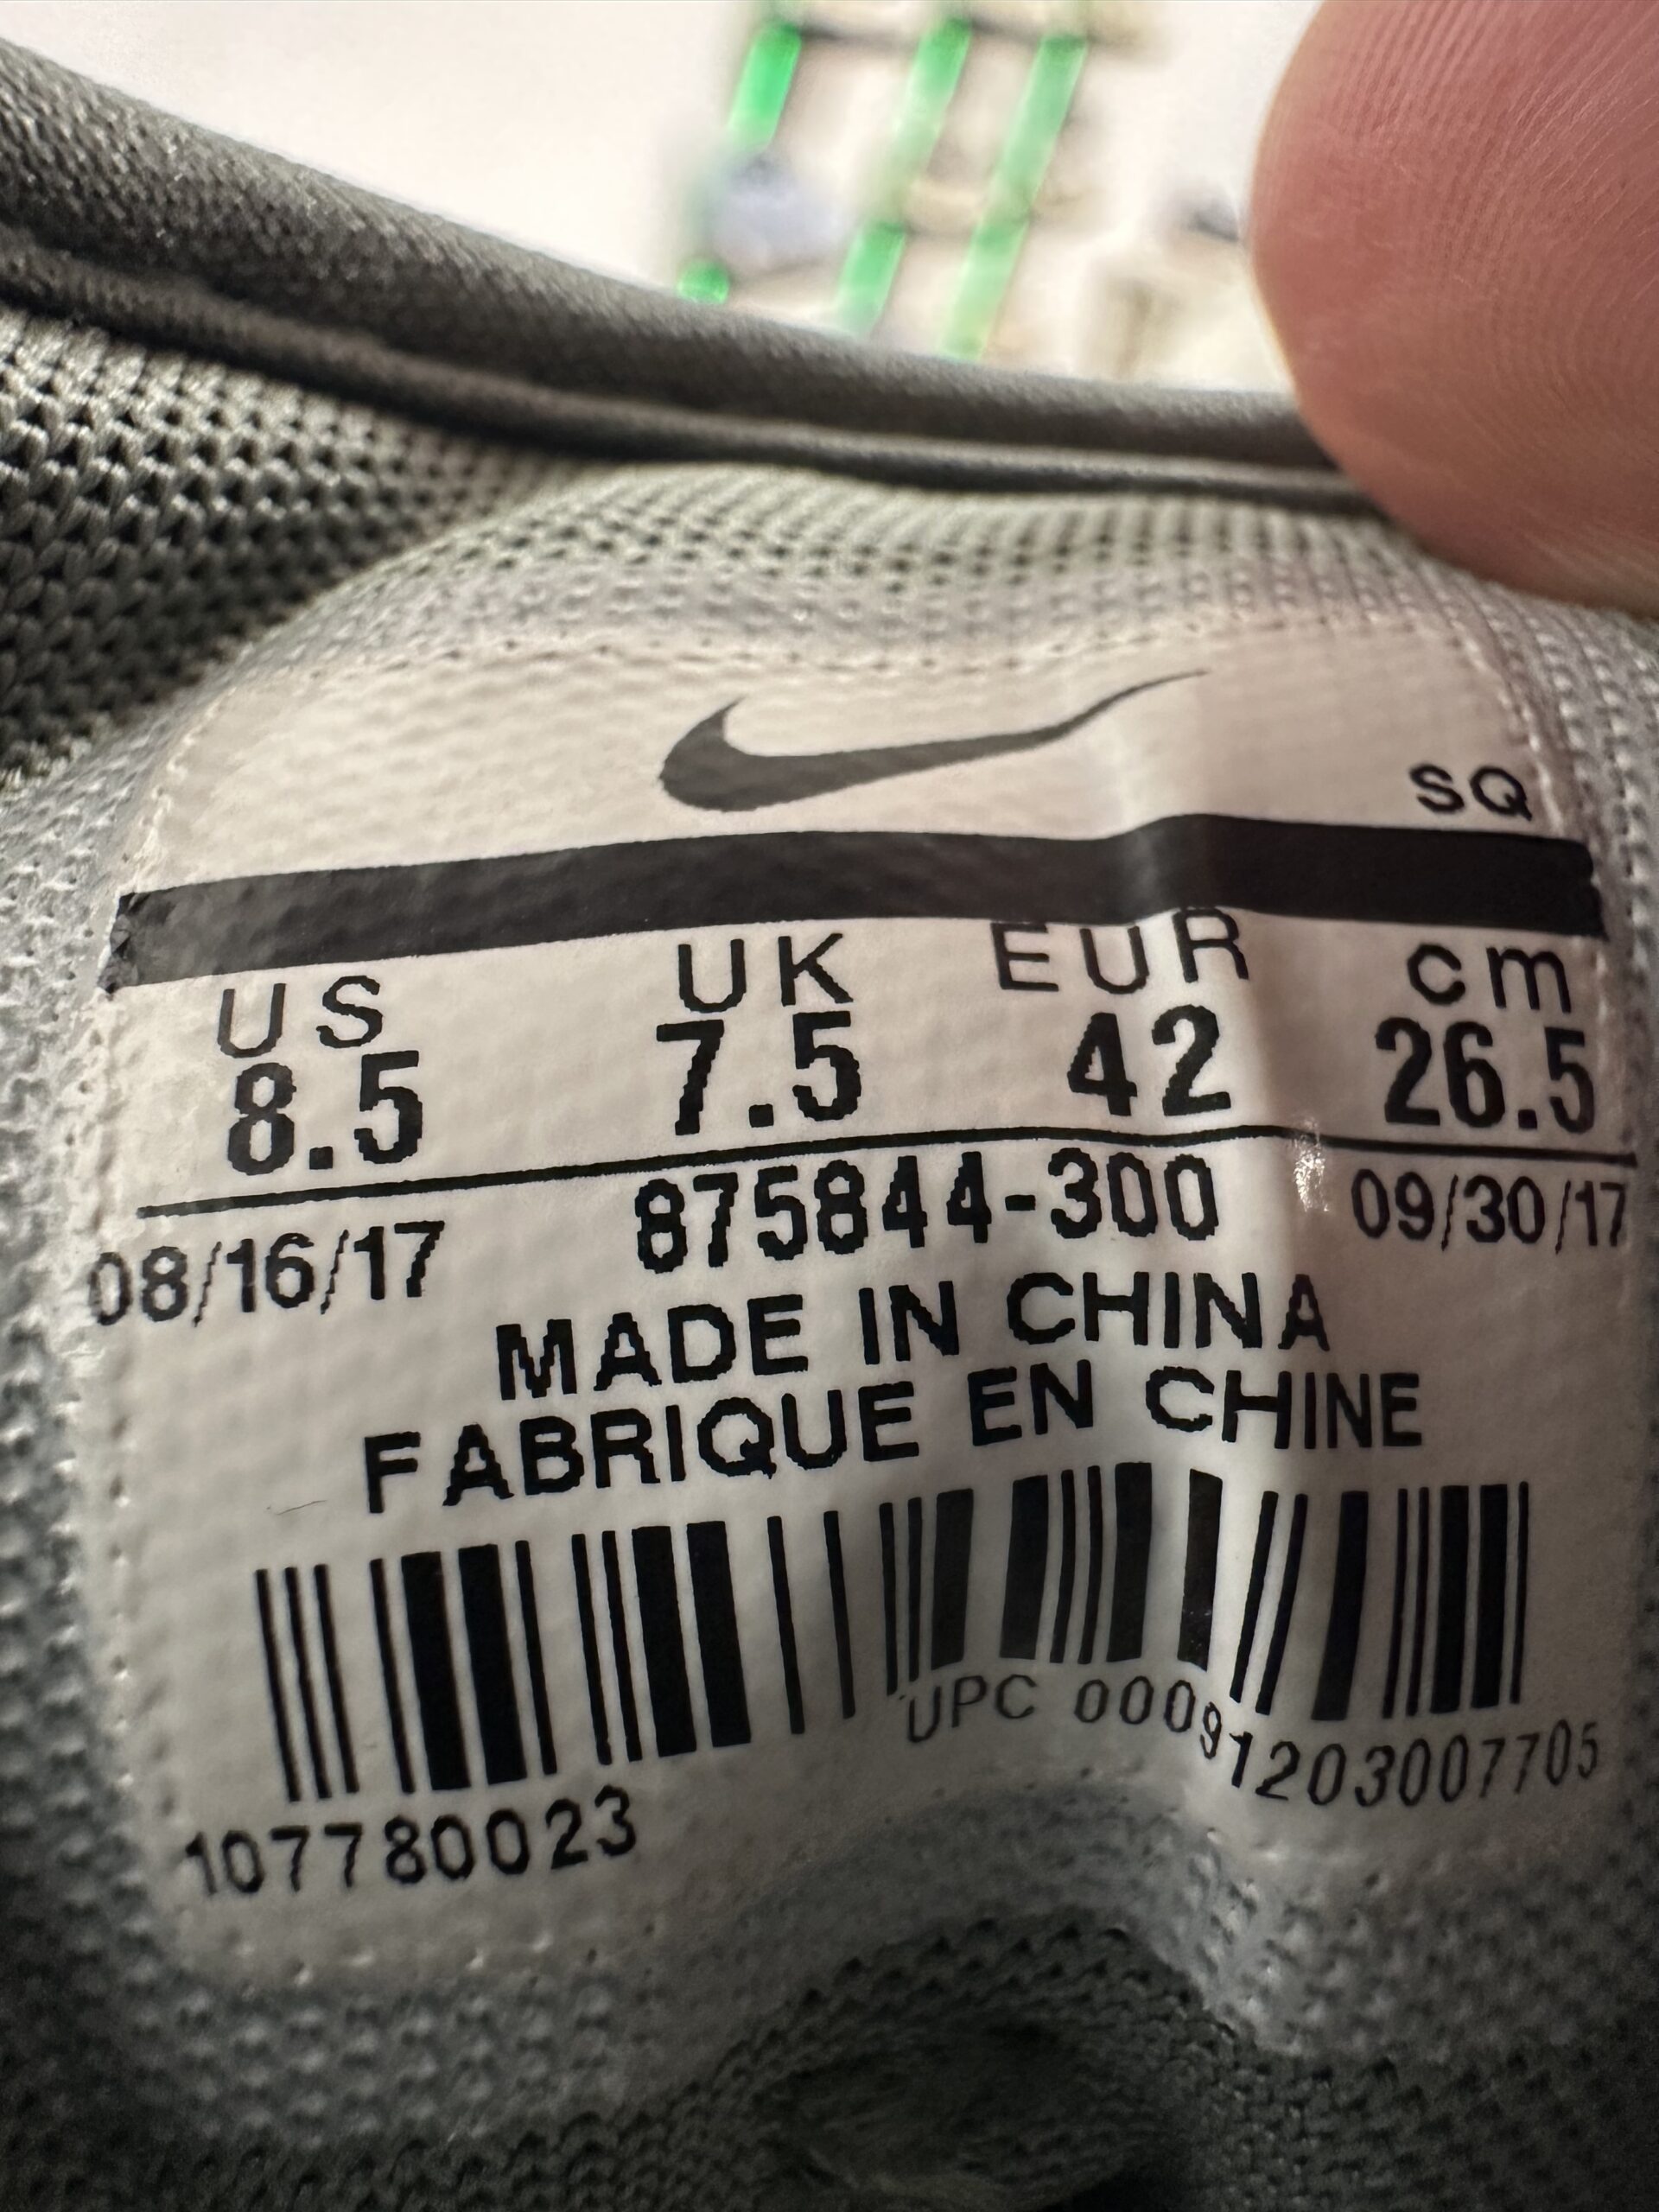 SQ
US UK EUR cm
8.5 7.5 42 26.5
08/16/17 875844-300 09/30/17
MADE IN CHINA
FABRIQUE EN CHINE
UPC 00091203007705
107780023